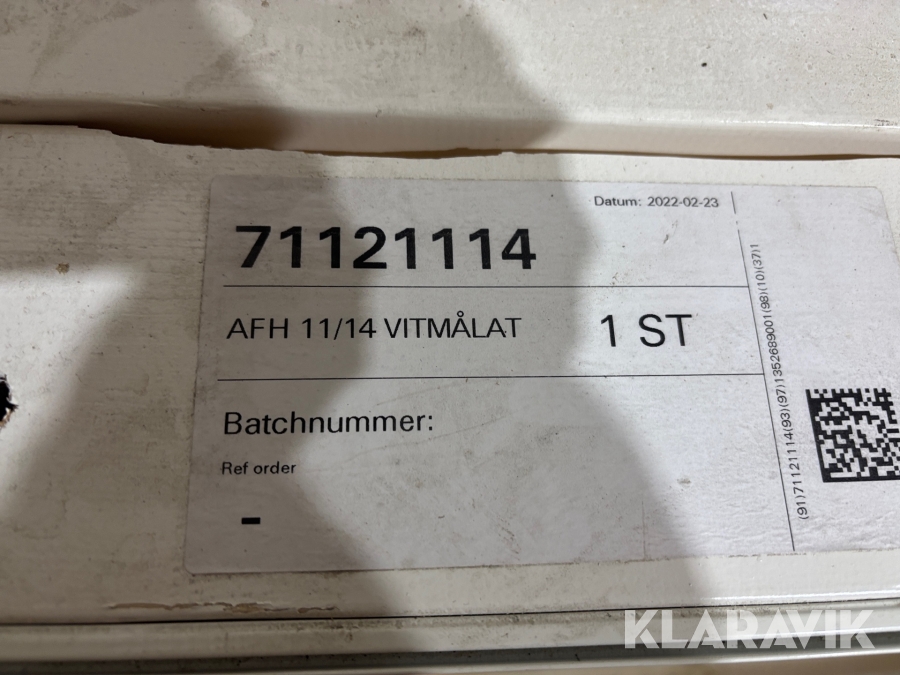 Datum: 2022-02-23
71121114
AFH 11/14 VITMÅLAT
1 ST
Batchnummer:
Ref order
-
(91)71121114(93)(97)1352689001(98)(10)(37)1
KLARAVIK